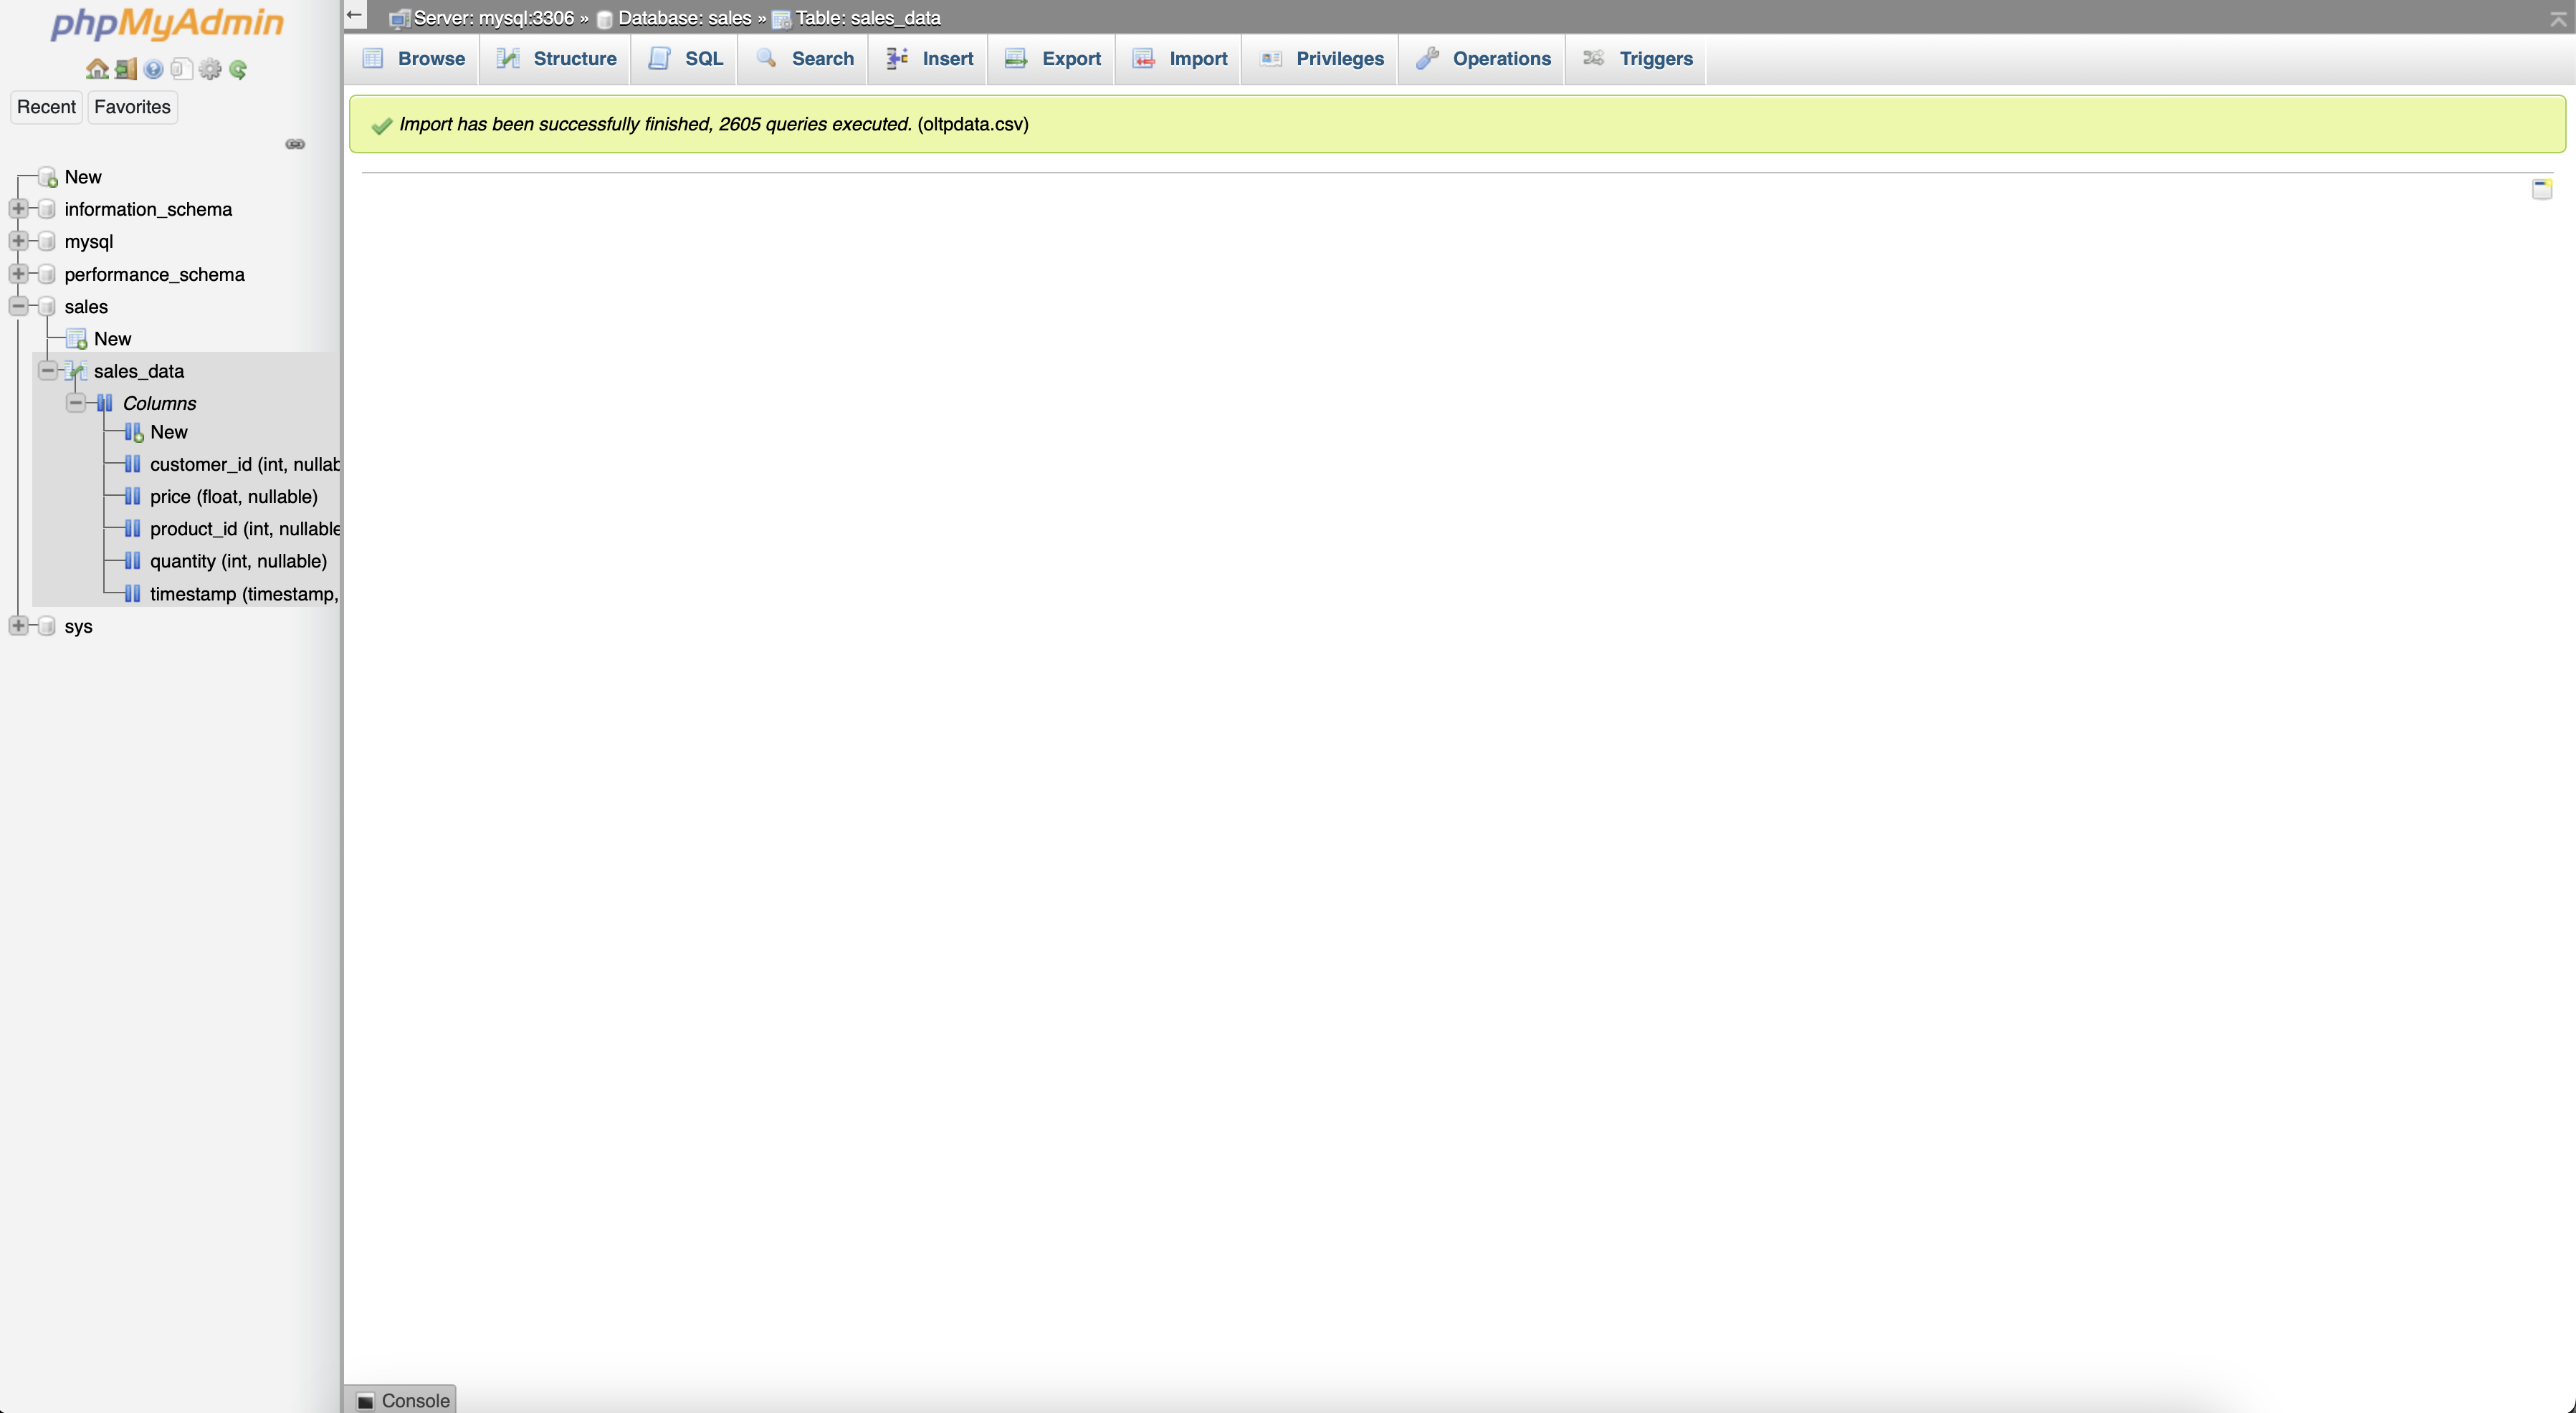 phpMyAdmin
Recent Favorites
New
information_schema
mysql
performance_schema
sales
New
sales_data
Columns
New
customer_id (int, nullab
price (float, nullable)
product_id (int, nullable
quantity (int, nullable)
timestamp (timestamp,
sys
Server: mysql:3306 » Database: sales » Table: sales_data
Browse Structure SQL Search Insert Export Import Privileges Operations Triggers
Import has been successfully finished, 2605 queries executed. (oltpdata.csv)
Console